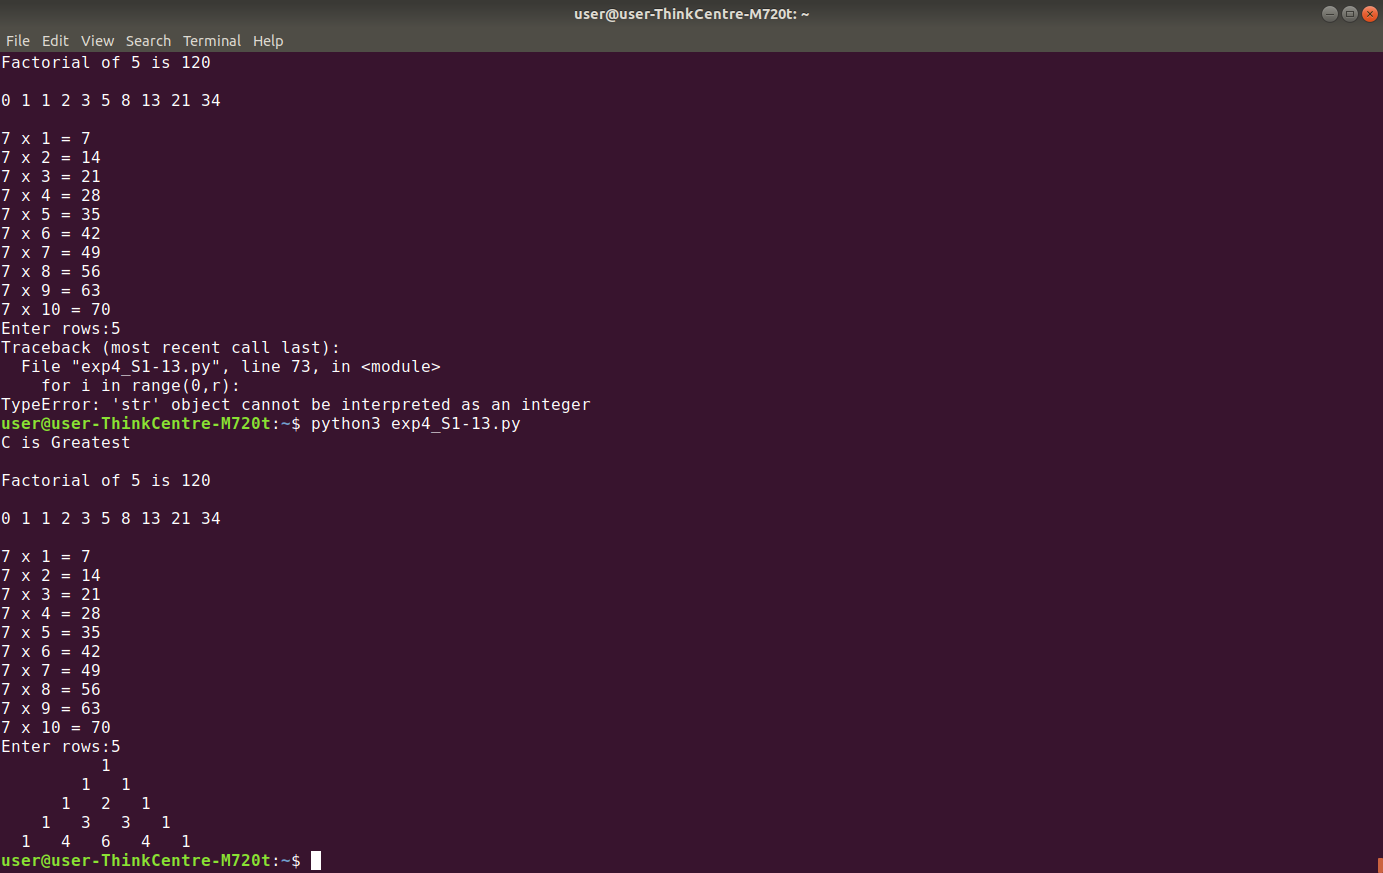 user@user-ThinkCentre-M720t: ~
File Edit View Search Terminal Help
Factorial of 5 is 120
0 1 1 2 3 5 8 13 21 34
7 x 1 = 7
7 x 2 = 14
7 x 3 = 21
7 x 4 = 28
7 x 5 = 35
7 x 6 = 42
7 x 7 = 49
7 x 8 = 56
7 x 9 = 63
7 x 10 = 70
Enter rows:5
Traceback (most recent call last):
  File "exp4_S1-13.py", line 73, in <module>
    for i in range(0,r):
TypeError: 'str' object cannot be interpreted as an integer
user@user-ThinkCentre-M720t:~$ python3 exp4_S1-13.py
C is Greatest
Factorial of 5 is 120
0 1 1 2 3 5 8 13 21 34
7 x 1 = 7
7 x 2 = 14
7 x 3 = 21
7 x 4 = 28
7 x 5 = 35
7 x 6 = 42
7 x 7 = 49
7 x 8 = 56
7 x 9 = 63
7 x 10 = 70
Enter rows:5
          1
        1   1
      1   2   1
    1   3   3   1
  1   4   6   4   1
user@user-ThinkCentre-M720t:~$